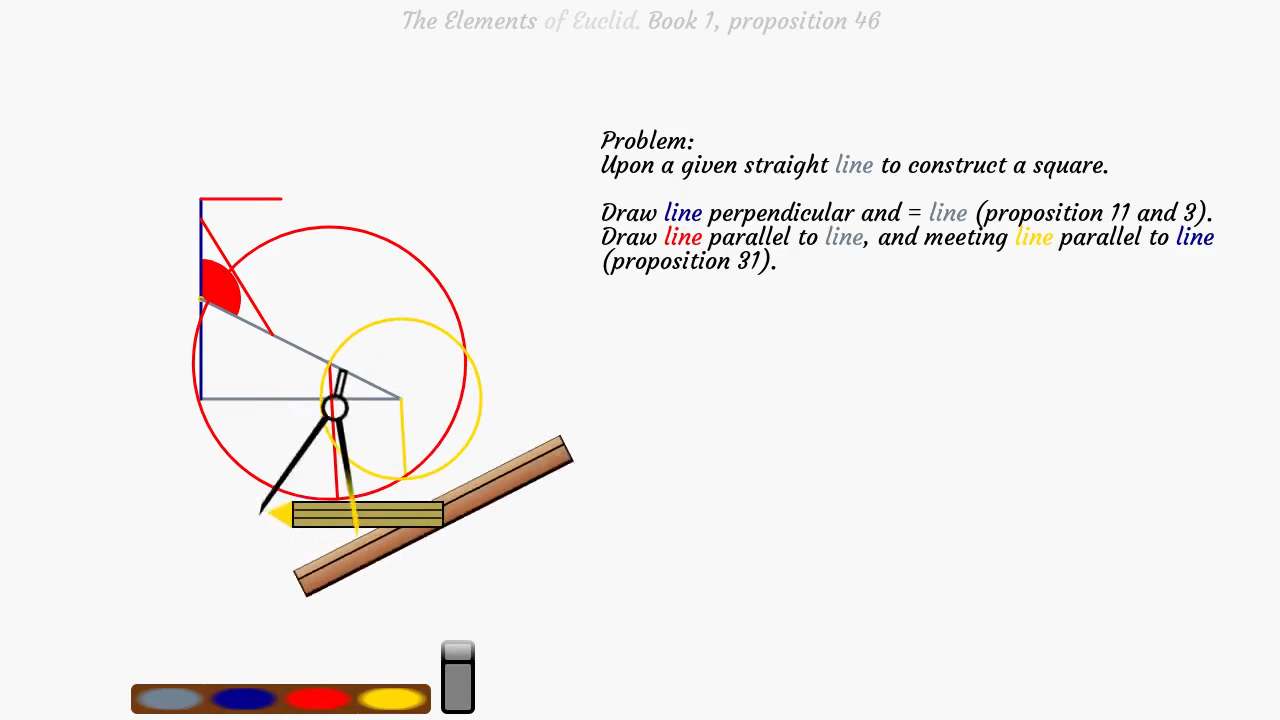 The Elements of Euclid. Book 1, proposition 46
Problem:
Upon a given straight line to construct a square.
Draw line perpendicular and = line (proposition 11 and 3).
Draw line parallel to line, and meeting line parallel to line
(proposition 31).